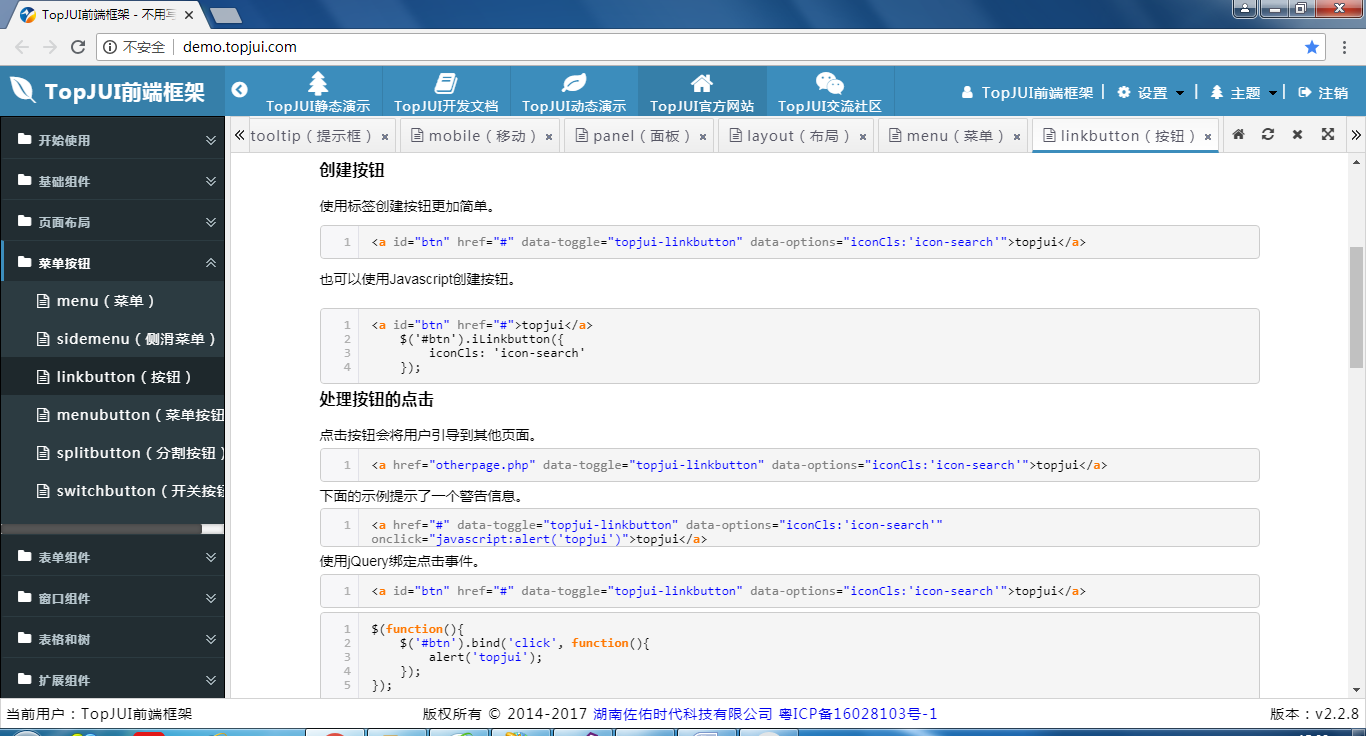 TopJUI前端框架 - 不用写
不安全 demo.topjui.com
TopJUI前端框架
TopJUI静态演示
TopJUI开发文档
TopJUI动态演示
TopJUI官方网站
TopJUI交流社区
TopJUI前端框架 | 设置 | 主题 | 注销
tooltip（提示框） ×
mobile（移动） ×
panel（面板） ×
layout（布局） ×
menu（菜单） ×
linkbutton（按钮） ×
开始使用
基础组件
页面布局
菜单按钮
menu（菜单）
sidemenu（侧滑菜单）
linkbutton（按钮）
menubutton（菜单按钮
splitbutton（分割按钮）
switchbutton（开关按钮
表单组件
窗口组件
表格和树
扩展组件
创建按钮
使用标签创建按钮更加简单。
1 <a id="btn" href="#" data-toggle="topjui-linkbutton" data-options="iconCls:'icon-search'">topjui</a>
也可以使用Javascript创建按钮。
1 <a id="btn" href="#">topjui</a>
2 $('#btn').iLinkbutton({
3 iconCls: 'icon-search'
4 });
处理按钮的点击
点击按钮会将用户引导到其他页面。
1 <a href="otherpage.php" data-toggle="topjui-linkbutton" data-options="iconCls:'icon-search'">topjui</a>
下面的示例提示了一个警告信息。
1 <a href="#" data-toggle="topjui-linkbutton" data-options="iconCls:'icon-search'"
onclick="javascript:alert('topjui')">topjui</a>
使用jQuery绑定点击事件。
1 <a id="btn" href="#" data-toggle="topjui-linkbutton" data-options="iconCls:'icon-search'">topjui</a>
1 $(function(){
2 $('#btn').bind('click', function(){
3 alert('topjui');
4 });
5 });
当前用户：TopJUI前端框架
版权所有 © 2014-2017 湖南佐佑时代科技有限公司 粤ICP备16028103号-1
版本：v2.2.8